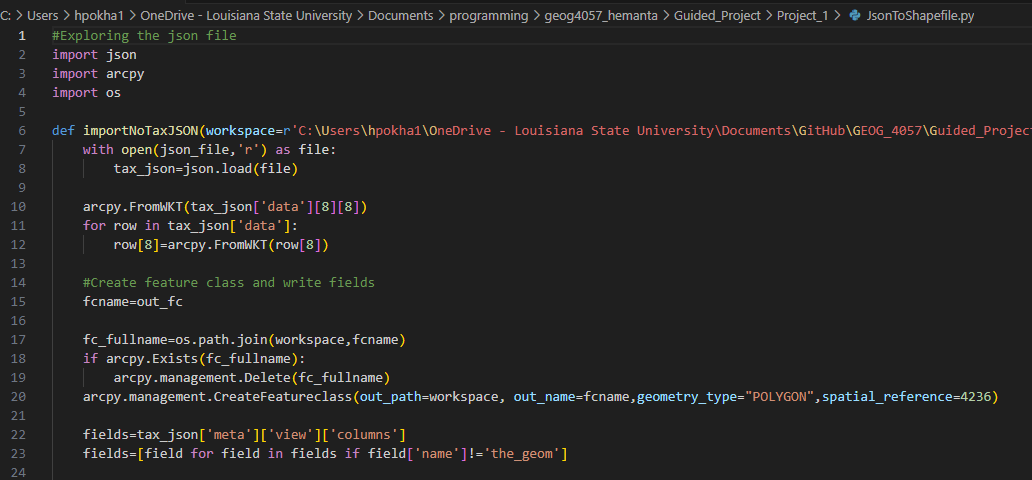 C: > Users > hpokha1 > OneDrive - Louisiana State University > Documents > programming > geog4057_hemanta > Guided_Project > Project_1 > JsonToShapefile.py
1 #Exploring the json file
2 import json
3 import arcpy
4 import os
5
6 def importNoTaxJSON(workspace=r'C:\Users\hpokha1\OneDrive - Louisiana State University\Documents\GitHub\GEOG_4057\Guided_Projec
7     with open(json_file,'r') as file:
8         tax_json=json.load(file)
9
10     arcpy.FromWKT(tax_json['data'][8][8])
11     for row in tax_json['data']:
12         row[8]=arcpy.FromWKT(row[8])
13
14     #Create feature class and write fields
15     fcname=out_fc
16
17     fc_fullname=os.path.join(workspace,fcname)
18     if arcpy.Exists(fc_fullname):
19         arcpy.management.Delete(fc_fullname)
20     arcpy.management.CreateFeatureclass(out_path=workspace, out_name=fcname,geometry_type="POLYGON",spatial_reference=4236)
21
22     fields=tax_json['meta']['view']['columns']
23     fields=[field for field in fields if field['name']!='the_geom']
24